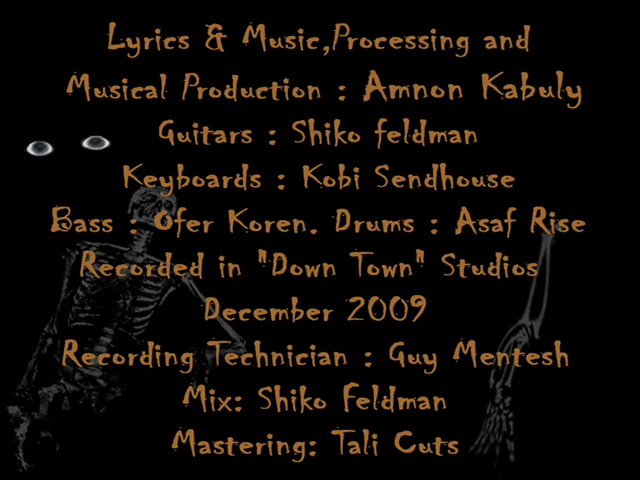 Lyrics & Music,Processing and
Musical Production : Amnon Kabuly
Guitars : Shiko feldman
Keyboards : Kobi Sendhouse
Bass : Ofer Koren. Drums : Asaf Rise
Recorded in "Down Town" Studios
December 2009
Recording Technician : Guy Mentesh
Mix: Shiko Feldman
Mastering: Tali Cuts